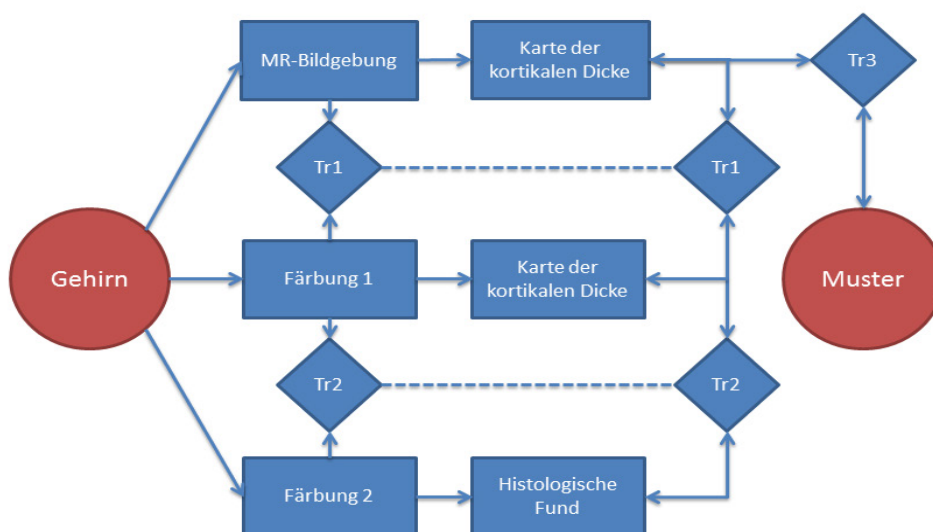 MR-Bildgebung
Karte der
kortikalen Dicke
Tr3
Tr1
Tr1
Gehirn
Färbung 1
Karte der
kortikalen Dicke
Muster
Tr2
Tr2
Färbung 2
Histologische
Fund